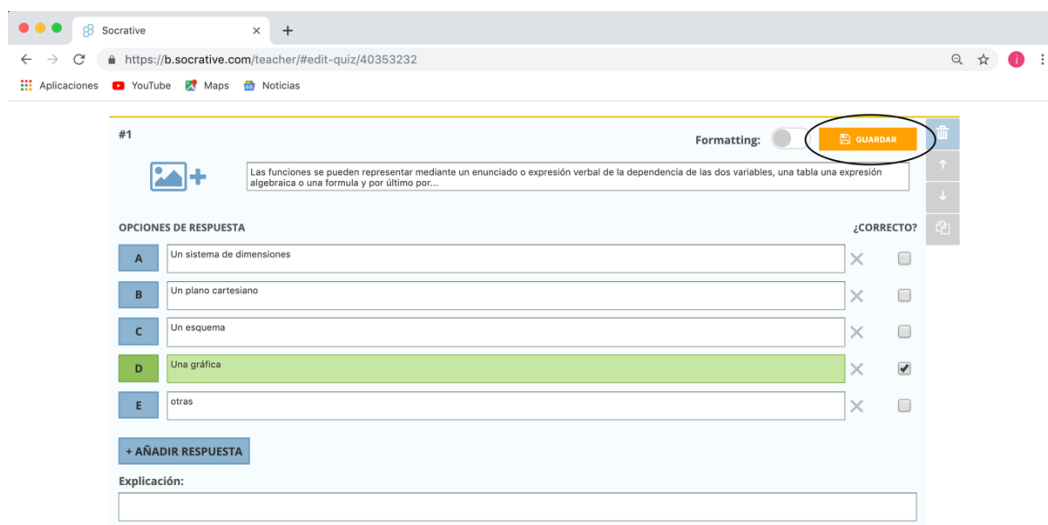 Socrative
https://b.socrative.com/teacher/#edit-quiz/40353232
j
Aplicaciones YouTube Maps Noticias
#1
Formatting:
GUARDAR
Las funciones se pueden representar mediante un enunciado o expresión verbal de la dependencia de las dos variables, una tabla una expresión
algebraica o una formula y por último por...
OPCIONES DE RESPUESTA ¿CORRECTO?
A Un sistema de dimensiones
B Un plano cartesiano
C Un esquema
D Una gráfica
E otras
+ AÑADIR RESPUESTA
Explicación: